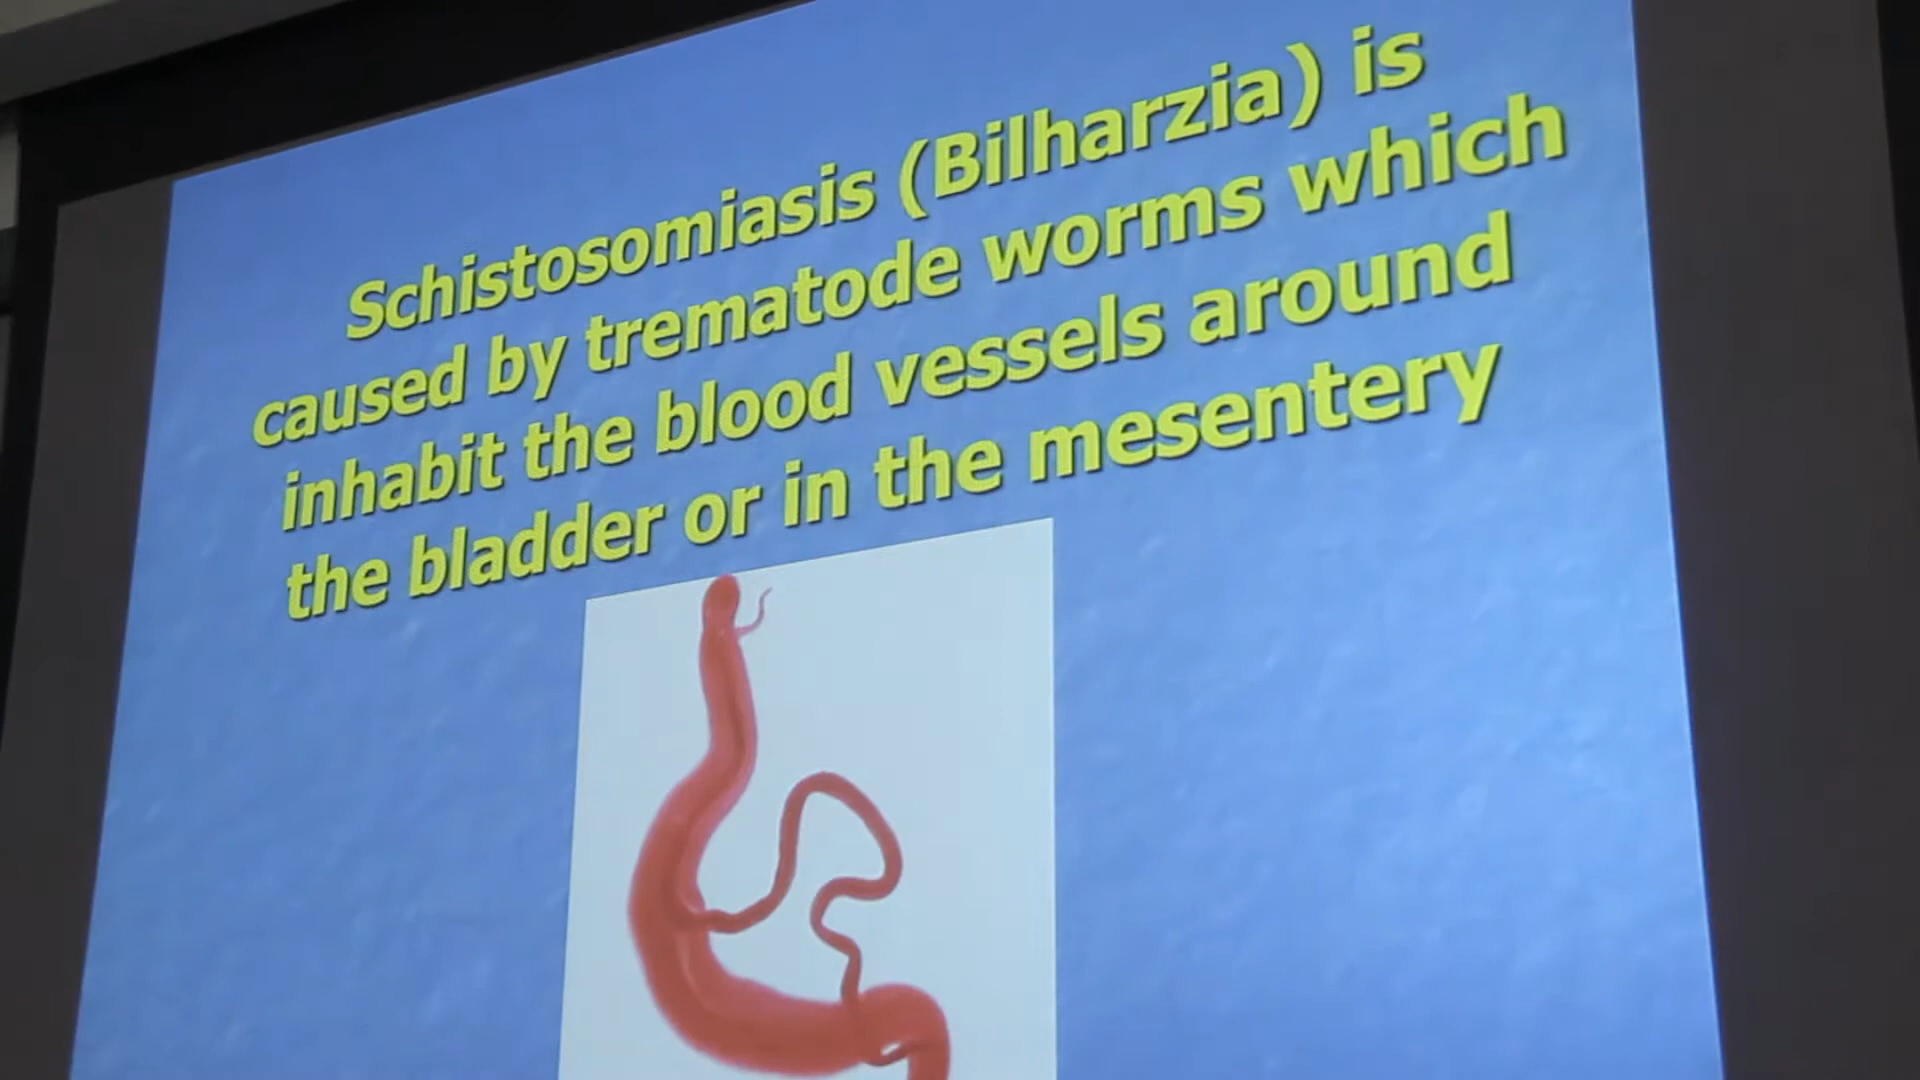 Schistosomiasis (Bilharzia) is
caused by trematode worms which
inhabit the blood vessels around
the bladder or in the mesentery